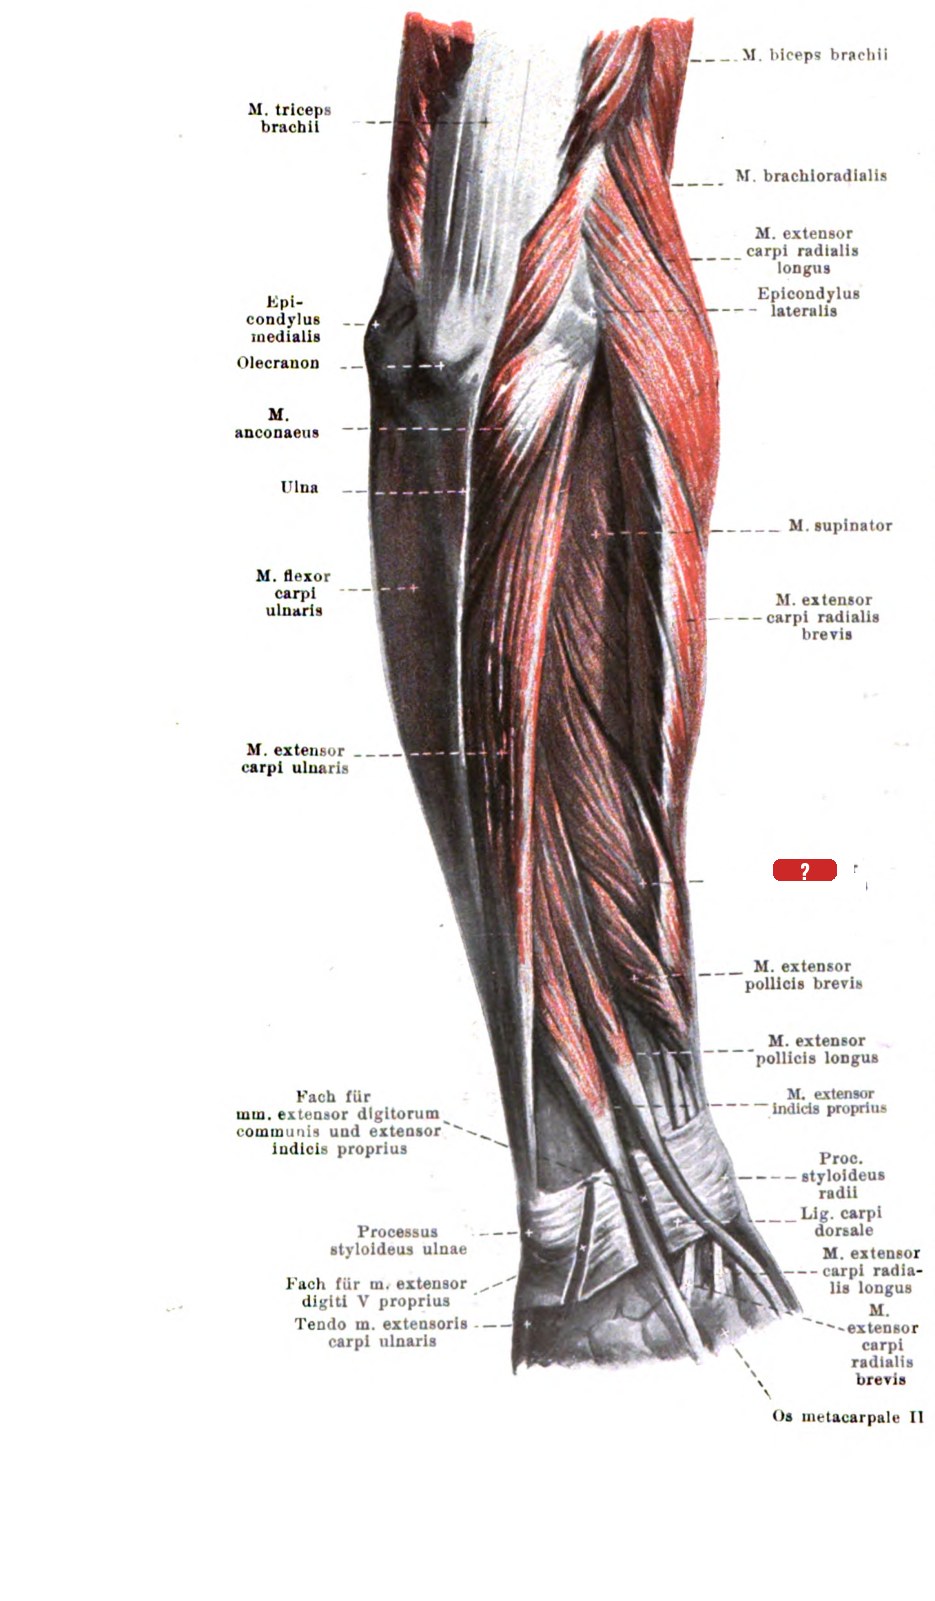 M. triceps
brachii
Epi-
condylus
medialis
Olecranon
M.
anconaeus
Ulna
M. flexor
carpi
ulnaris
M. extensor
carpi ulnaris
Fach für
mm. extensor digitorum
communis und extensor
indicis proprius
Processus
styloideus ulnae
Fach für m. extensor
digiti V proprius
Tendo m. extensoris
carpi ulnaris
M. biceps brachii
M. brachioradialis
M. extensor
carpi radialis
longus
Epicondylus
lateralis
M. supinator
M. extensor
carpi radialis
brevis
?
M. extensor
pollicis brevis
M. extensor
pollicis longus
M. extensor
indicis proprius
Proc.
styloideus
radii
Lig. carpi
dorsale
M. extensor
carpi radia-
lis longus
M.
extensor
carpi
radialis
brevis
Os metacarpale II